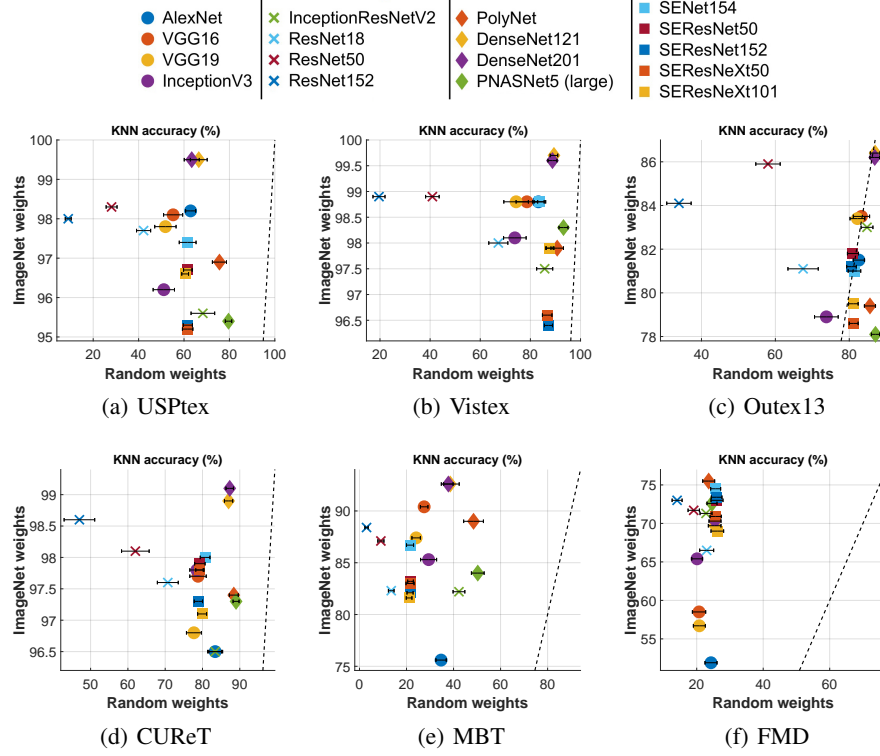 AlexNet
VGG16
VGG19
InceptionV3
InceptionResNetV2
ResNet18
ResNet50
ResNet152
PolyNet
DenseNet121
DenseNet201
PNASNet5 (large)
SENet154
SEResNet50
SEResNet152
SEResNeXt50
SEResNeXt101
KNN accuracy (%)
ImageNet weights
100
99
98
97
96
95
20 40 60 80 100
Random weights
(a) USPtex
KNN accuracy (%)
ImageNet weights
100
99.5
99
98.5
98
97.5
97
96.5
20 40 60 80 100
Random weights
(b) Vistex
KNN accuracy (%)
ImageNet weights
86
84
82
80
78
40 60 80
Random weights
(c) Outex13
KNN accuracy (%)
ImageNet weights
99
98.5
98
97.5
97
96.5
50 60 70 80 90
Random weights
(d) CUReT
KNN accuracy (%)
ImageNet weights
90
85
80
75
0 20 40 60 80
Random weights
(e) MBT
KNN accuracy (%)
ImageNet weights
75
70
65
60
55
20 40 60
Random weights
(f) FMD